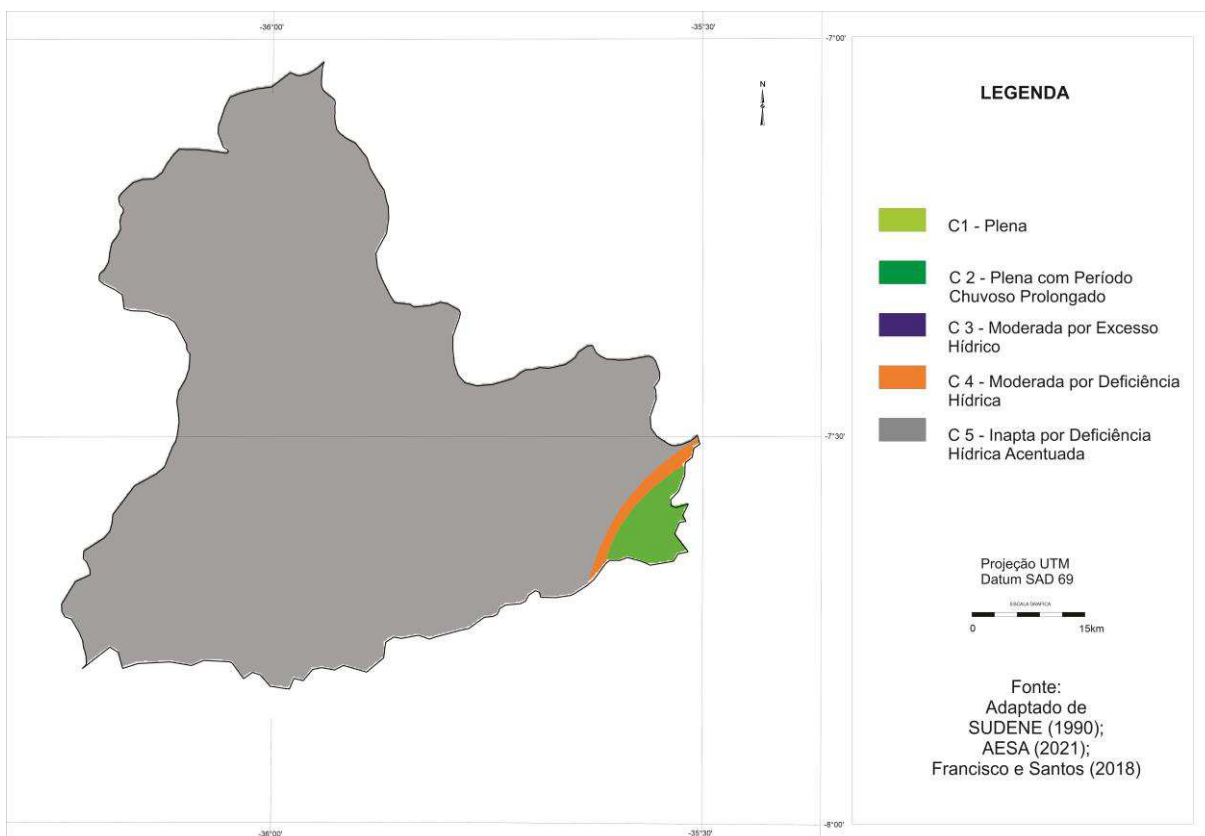 -36°00'
-35°30'
-7°00'
N
LEGENDA
C1 - Plena
C 2 - Plena com Período
Chuvoso Prolongado
C 3 - Moderada por Excesso
Hídrico
C 4 - Moderada por Deficiência
Hídrica
C 5 - Inapta por Deficiência
Hídrica Acentuada
-7°30'
Projeção UTM
Datum SAD 69
ESCALA GRÁFICA
0 15km
Fonte:
Adaptado de
SUDENE (1990);
AESA (2021);
Francisco e Santos (2018)
-8°00'
-36°00'
-35°30'